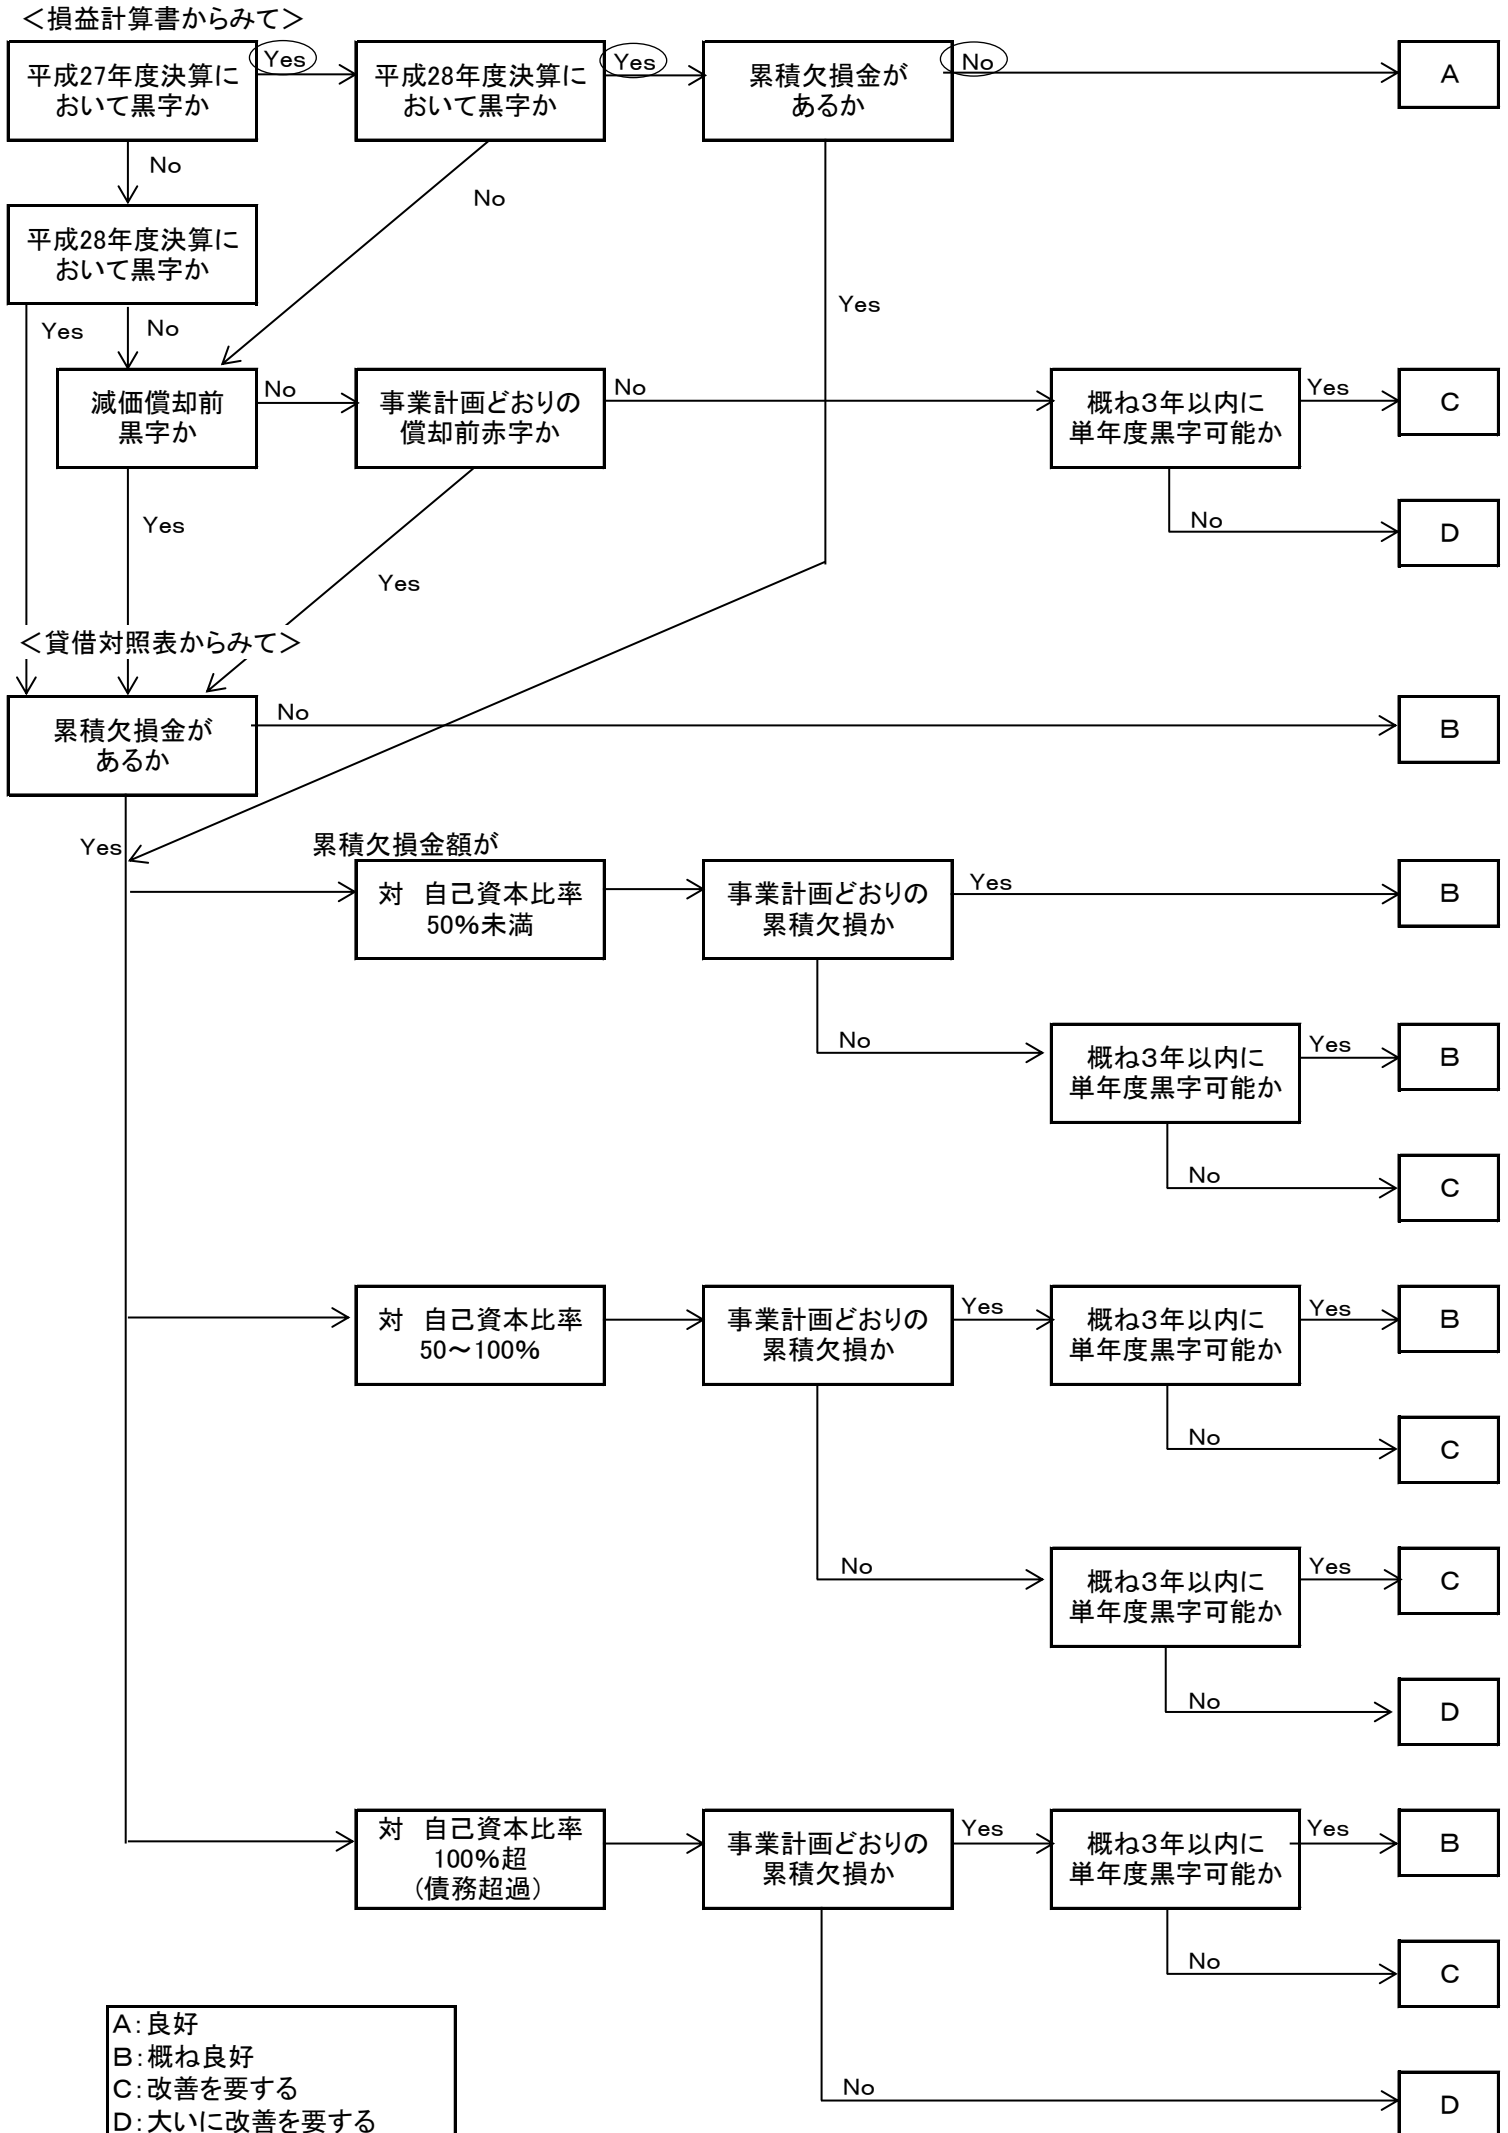 ＜損益計算書からみて＞
平成27年度決算に
おいて黒字か
Yes
平成28年度決算に
おいて黒字か
Yes
累積欠損金が
あるか
No
A
No
No
Yes
平成28年度決算に
おいて黒字か
Yes
No
減価償却前
黒字か
No
事業計画どおりの
償却前赤字か
No
概ね3年以内に
単年度黒字可能か
Yes
C
No
D
Yes
Yes
＜貸借対照表からみて＞
累積欠損金が
あるか
No
B
Yes
累積欠損金額が
対　自己資本比率
50%未満
事業計画どおりの
累積欠損か
Yes
B
No
概ね3年以内に
単年度黒字可能か
Yes
B
No
C
対　自己資本比率
50～100%
事業計画どおりの
累積欠損か
Yes
概ね3年以内に
単年度黒字可能か
Yes
B
No
C
No
概ね3年以内に
単年度黒字可能か
Yes
C
No
D
対　自己資本比率
100%超
（債務超過）
事業計画どおりの
累積欠損か
Yes
概ね3年以内に
単年度黒字可能か
Yes
B
No
C
No
D
A：良好
B：概ね良好
C：改善を要する
D：大いに改善を要する